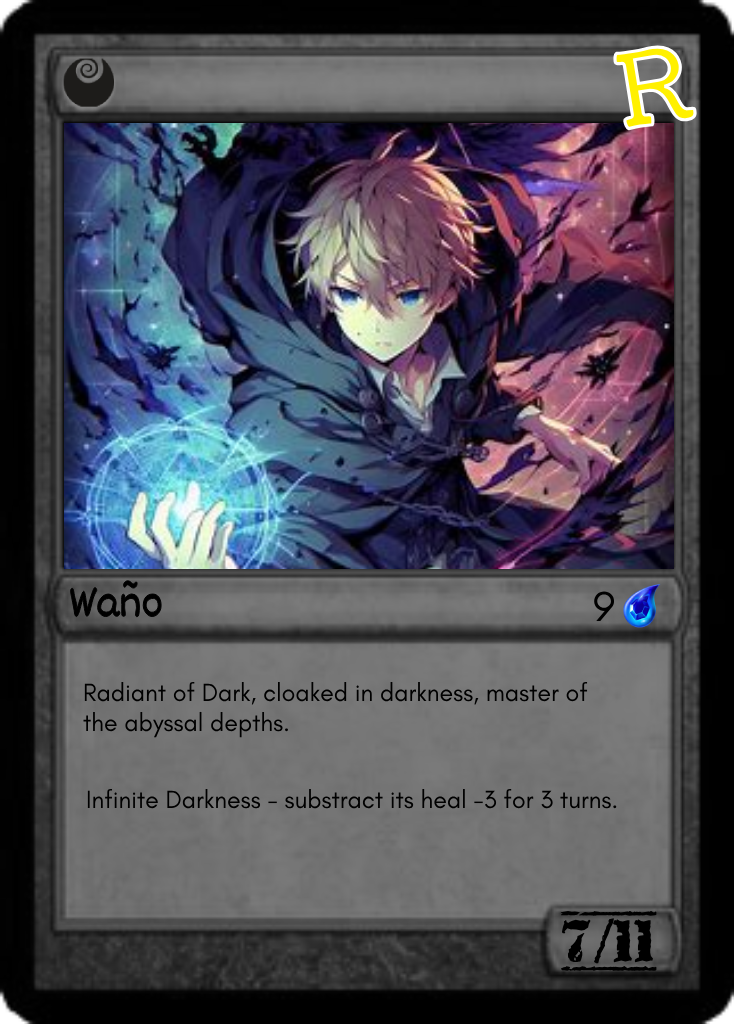 R
Waño
9
Radiant of Dark, cloaked in darkness, master of
the abyssal depths.
Infinite Darkness - substract its heal -3 for 3 turns.
7/11